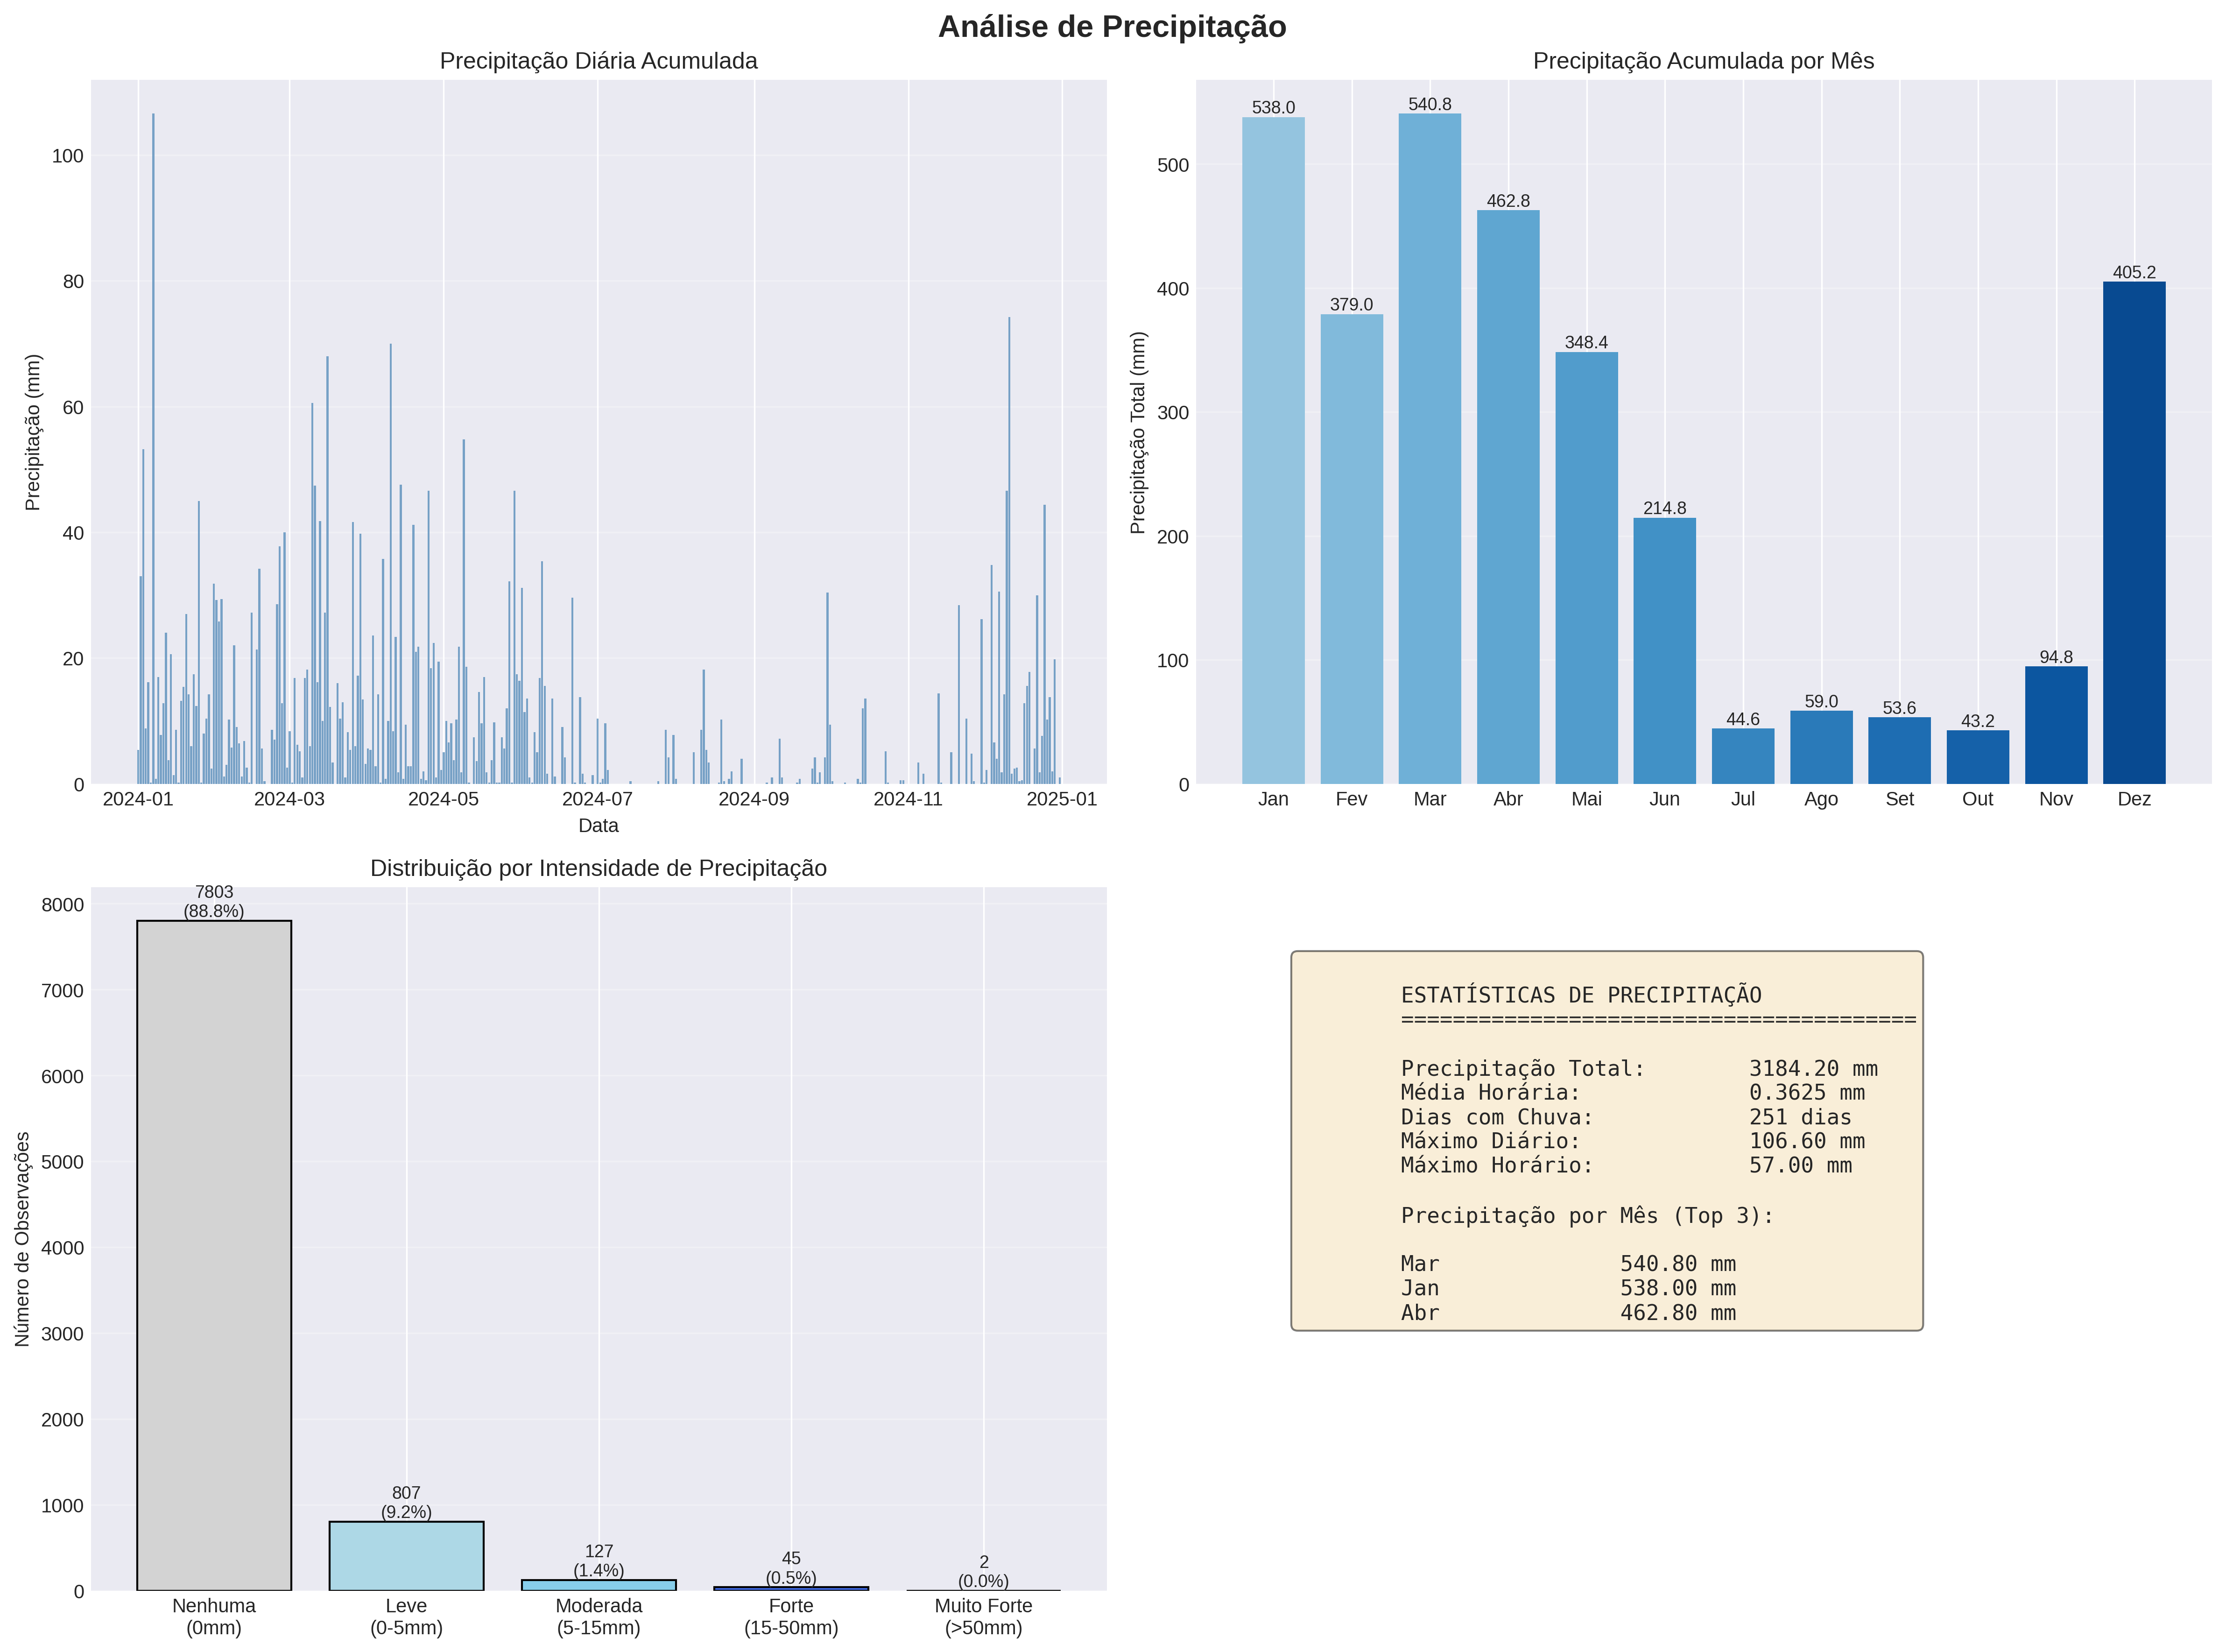 Análise de Precipitação
Precipitação Diária Acumulada
Precipitação (mm)
100
80
60
40
20
0
2024-01 2024-03 2024-05 2024-07 2024-09 2024-11 2025-01
Data
Precipitação Acumulada por Mês
Precipitação Total (mm)
500
400
300
200
100
0
538.0
379.0
540.8
462.8
348.4
214.8
44.6
59.0
53.6
43.2
94.8
405.2
Jan Fev Mar Abr Mai Jun Jul Ago Set Out Nov Dez
Distribuição por Intensidade de Precipitação
Número de Observações
8000
7000
6000
5000
4000
3000
2000
1000
0
7803
(88.8%)
807
(9.2%)
127
(1.4%)
45
(0.5%)
2
(0.0%)
Nenhuma
(0mm)
Leve
(0-5mm)
Moderada
(5-15mm)
Forte
(15-50mm)
Muito Forte
(>50mm)
ESTATÍSTICAS DE PRECIPITAÇÃO
========================================
Precipitação Total: 3184.20 mm
Média Horária: 0.3625 mm
Dias com Chuva: 251 dias
Máximo Diário: 106.60 mm
Máximo Horário: 57.00 mm
Precipitação por Mês (Top 3):
Mar 540.80 mm
Jan 538.00 mm
Abr 462.80 mm